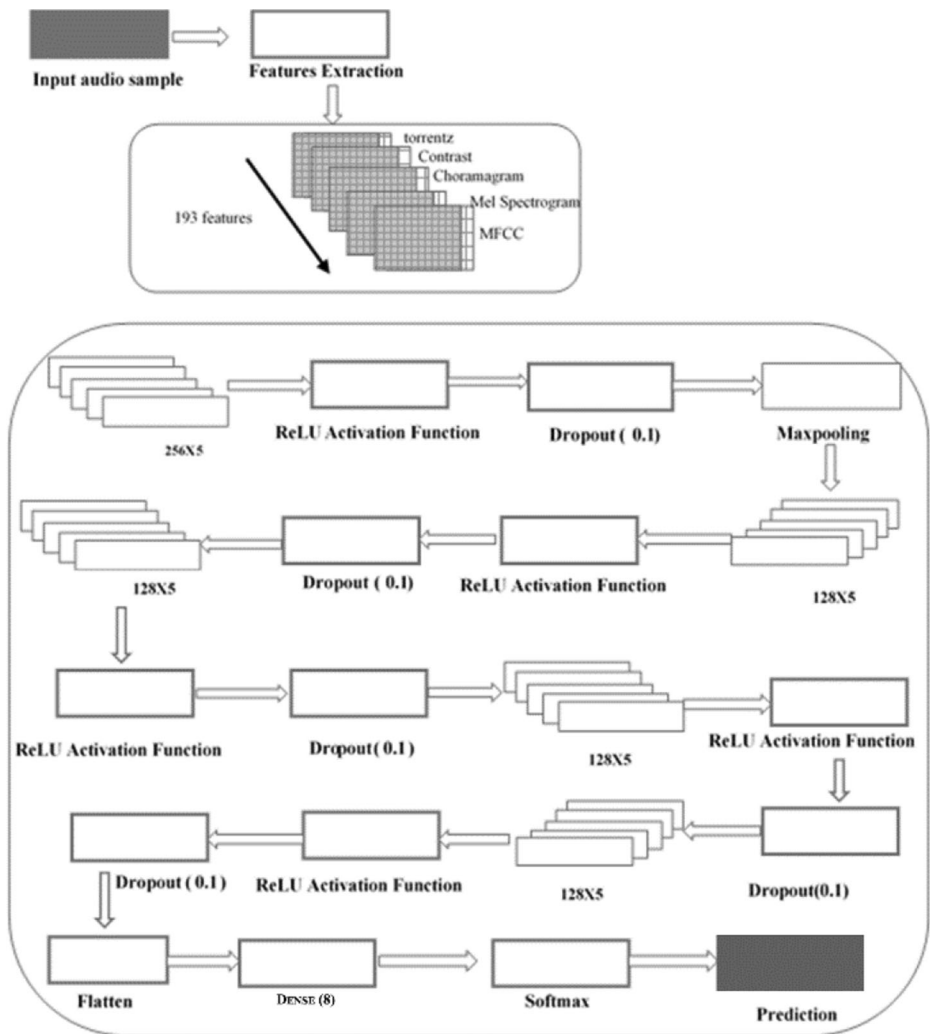 Input audio sample
Features Extraction
torrentz
Contrast
Choramagram
Mel Spectrogram
MFCC
193 features
256X5
ReLU Activation Function
Dropout ( 0.1)
Maxpooling
128X5
Dropout ( 0.1)
ReLU Activation Function
128X5
ReLU Activation Function
Dropout( 0.1)
128X5
ReLU Activation Function
Dropout ( 0.1)
ReLU Activation Function
128X5
Dropout(0.1)
Flatten
DENSE (8)
Softmax
Prediction